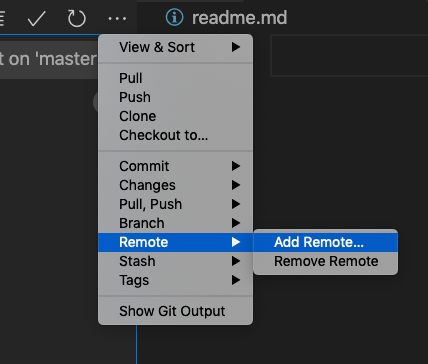 readme.md
t on 'master
View & Sort
Pull
Push
Clone
Checkout to...
Commit
Changes
Pull, Push
Branch
Remote
Add Remote...
Remove Remote
Stash
Tags
Show Git Output